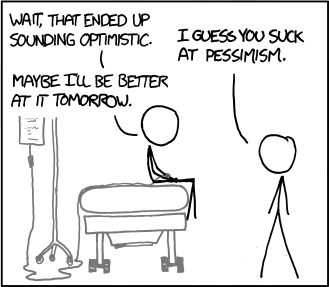 WAIT, THAT ENDED UP
SOUNDING OPTIMISTIC.
MAYBE I'LL BE BETTER
AT IT TOMORROW.
I GUESS YOU SUCK
AT PESSIMISM.